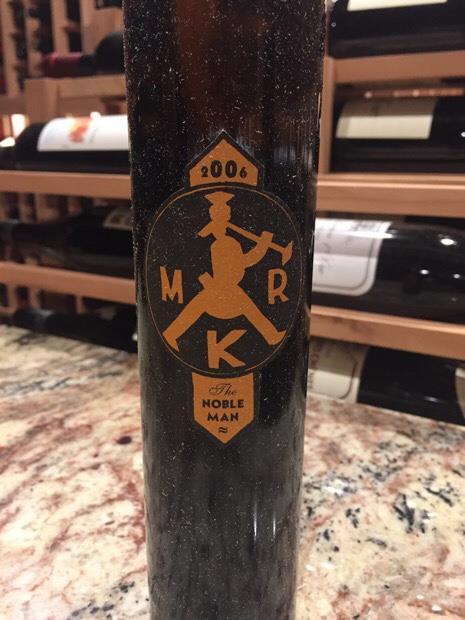 2006
M R
K
The
NOBLE
MAN